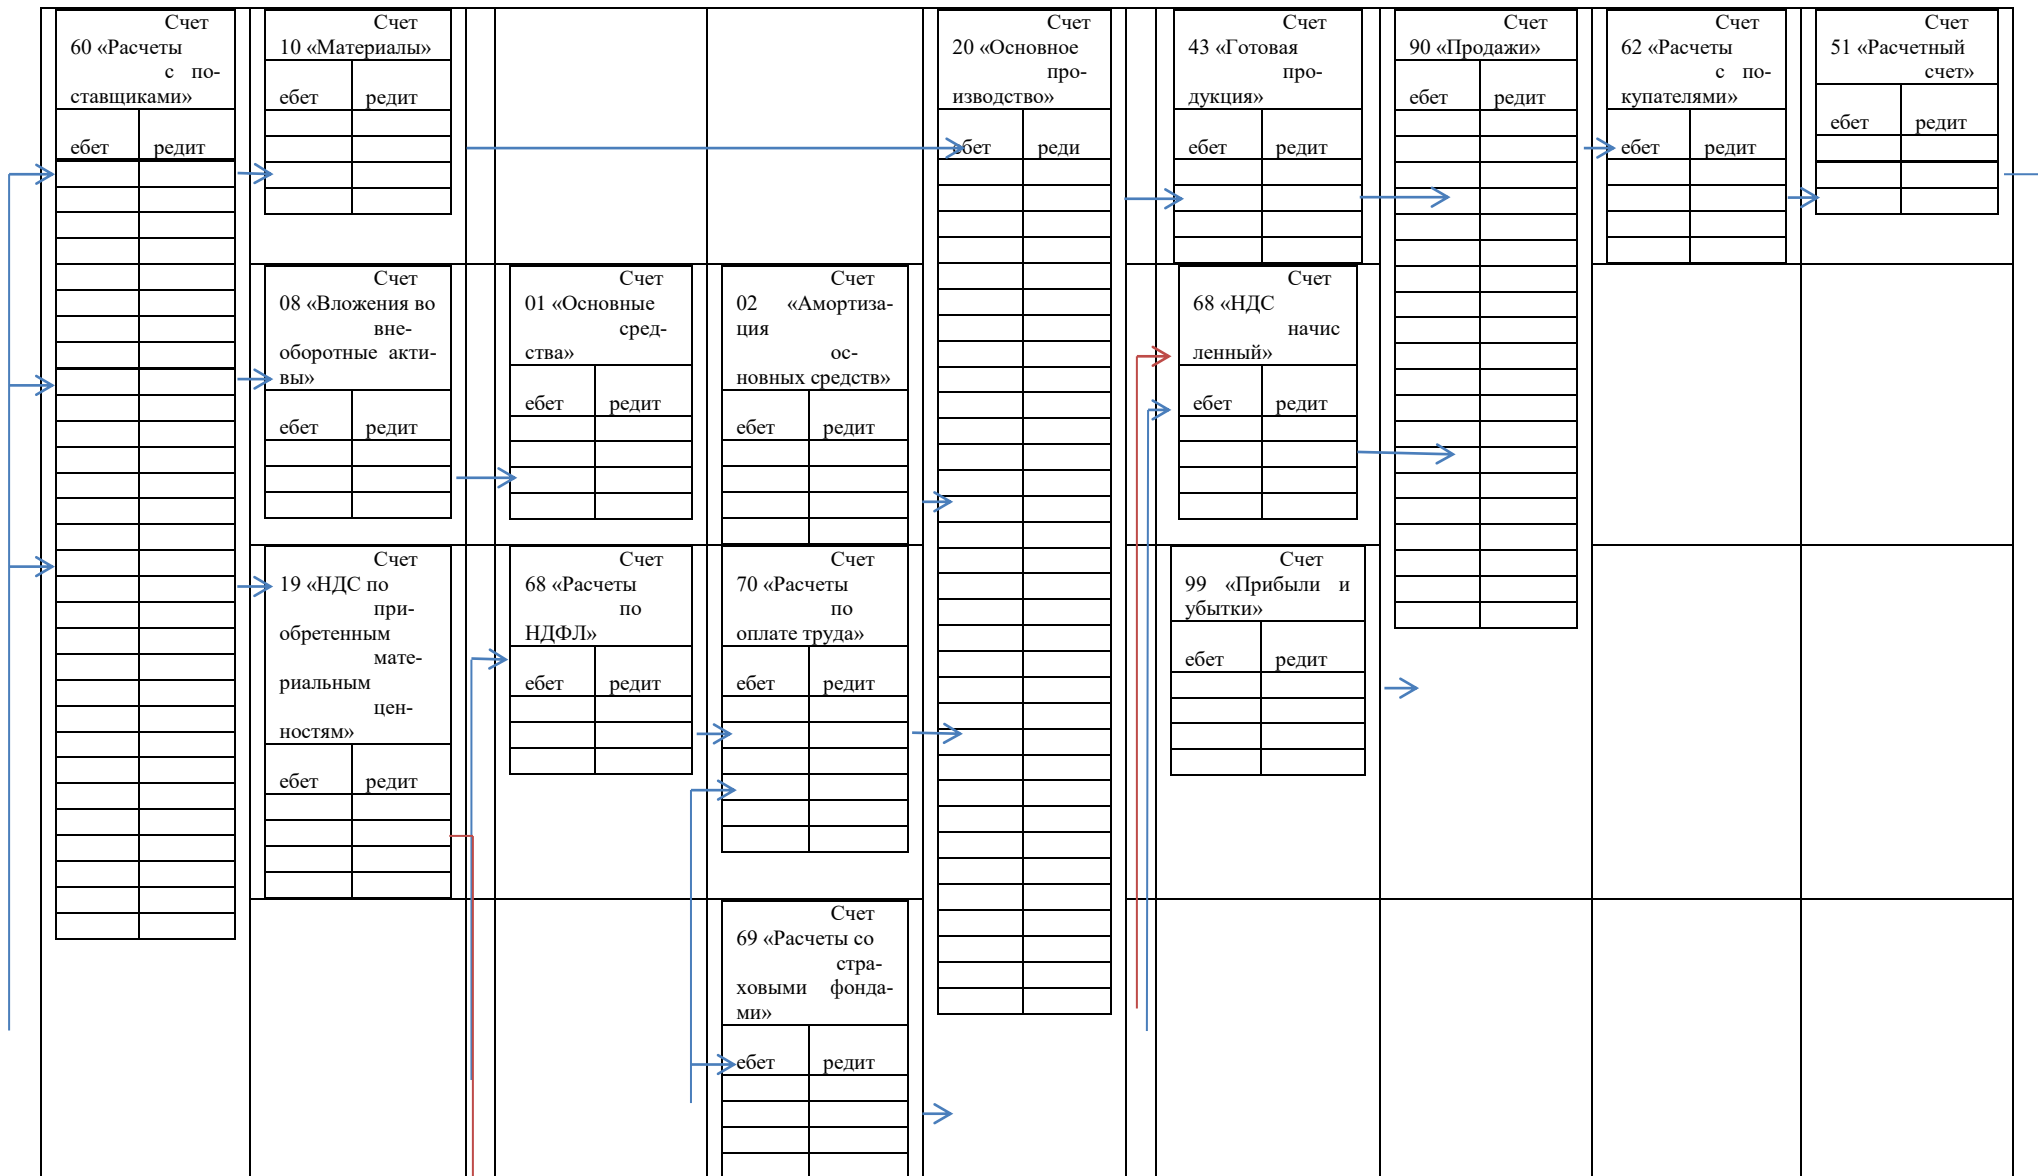 Счет
60 «Расчеты
с по-
ставщиками»
ебет редит
Счет
10 «Материалы»
ебет редит
Счет
20 «Основное
про-
изводство»
ебет реди
Счет
43 «Готовая
про-
дукция»
ебет редит
Счет
90 «Продажи»
ебет редит
Счет
62 «Расчеты
с по-
купателями»
ебет редит
Счет
51 «Расчетный
счет»
ебет редит
Счет
08 «Вложения во
вне-
оборотные акти-
вы»
ебет редит
Счет
01 «Основные
сред-
ства»
ебет редит
Счет
02 «Амортиза-
ция
ос-
новных средств»
ебет редит
Счет
68 «НДС
начис
ленный»
ебет редит
Счет
19 «НДС по
при-
обретенным
мате-
риальным
цен-
ностям»
ебет редит
Счет
68 «Расчеты
по
НДФЛ»
ебет редит
Счет
70 «Расчеты
по
оплате труда»
ебет редит
Счет
99 «Прибыли и
убытки»
ебет редит
Счет
69 «Расчеты со
стра-
ховыми фонда-
ми»
ебет редит